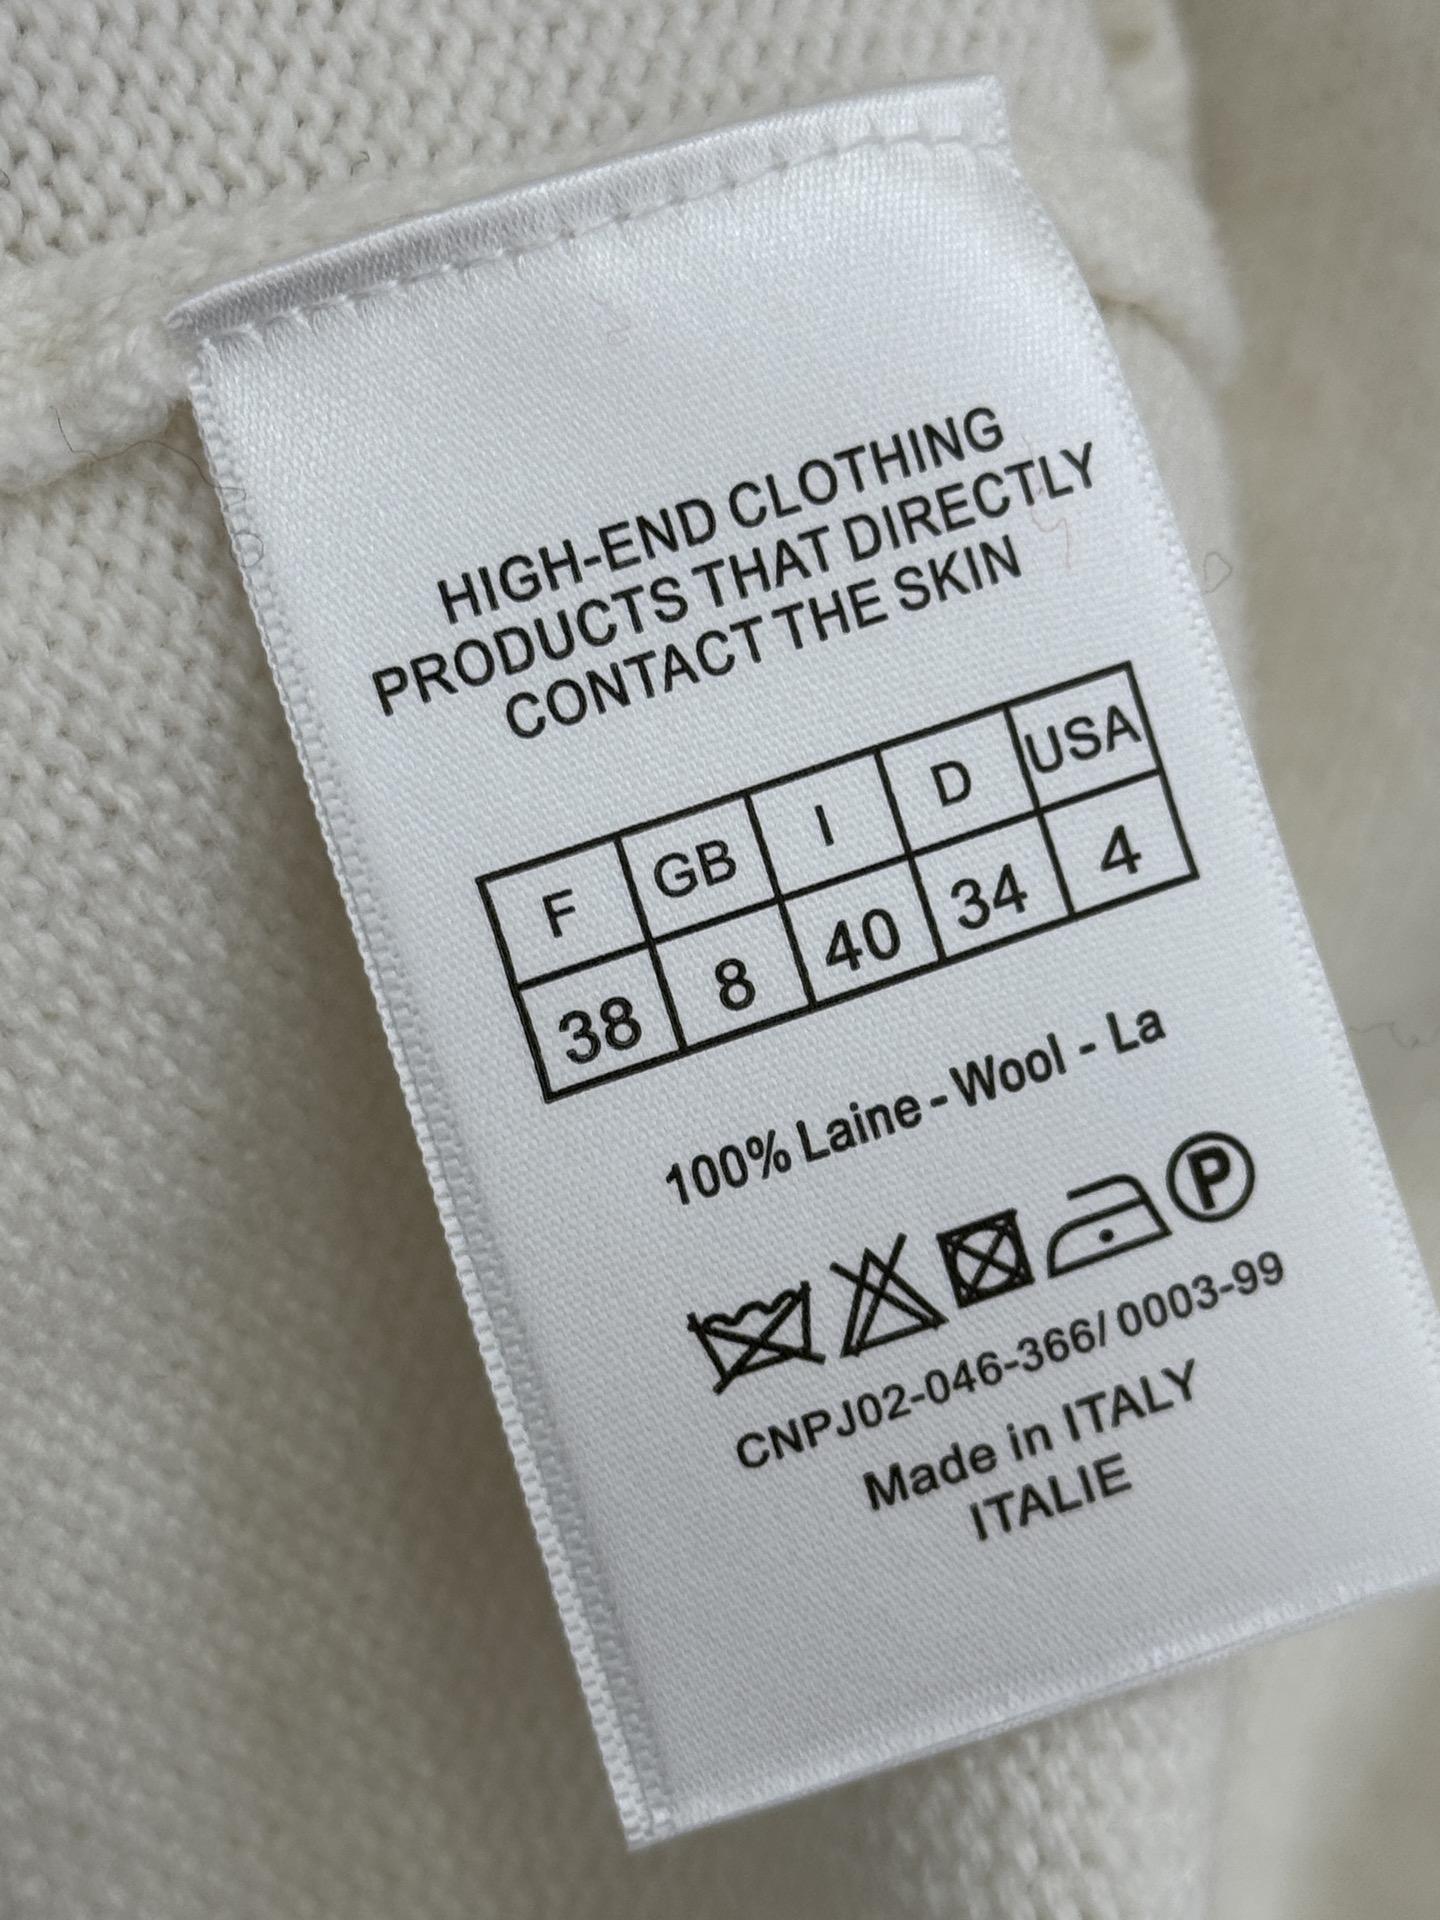 HIGH-END CLOTHING
PRODUCTS THAT DIRECTLY
CONTACT THE SKIN
F GB I D USA
38 8 40 34 4
100% Laine - Wool - La
P
CNPJ02-046-366/ 0003-99
Made in ITALY
ITALIE